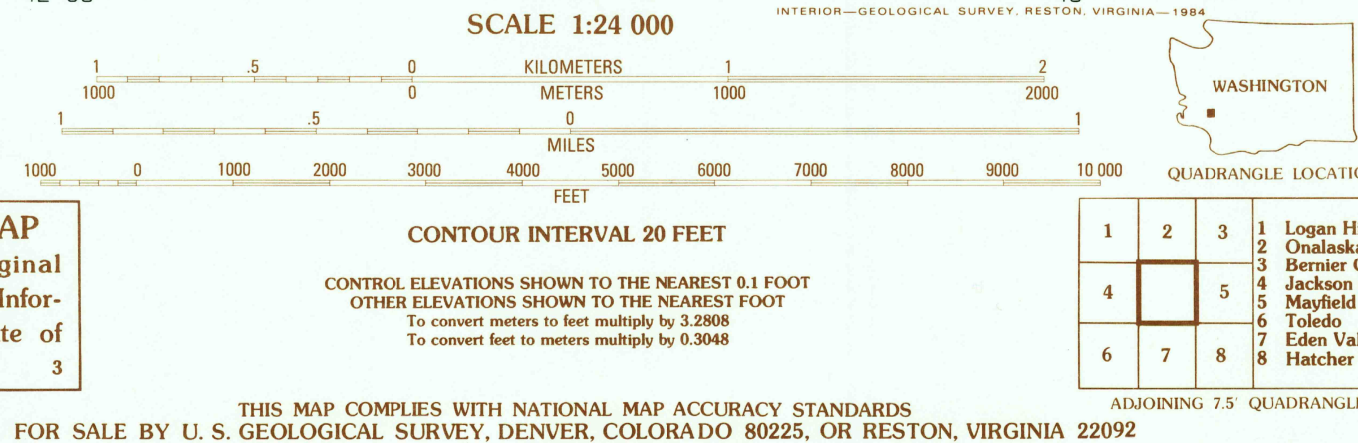 INTERIOR—GEOLOGICAL SURVEY, RESTON, VIRGINIA—1984
SCALE 1:24 000
1 .5 0 KILOMETERS 1 2
1000 0 METERS 1000 2000
1 .5 0 1
MILES
1000 0 1000 2000 3000 4000 5000 6000 7000 8000 9000 10 000
FEET
WASHINGTON
QUADRANGLE LOCATIO
AP
ginal
Infor-
te of
3
CONTOUR INTERVAL 20 FEET
CONTROL ELEVATIONS SHOWN TO THE NEAREST 0.1 FOOT
OTHER ELEVATIONS SHOWN TO THE NEAREST FOOT
To convert meters to feet multiply by 3.2808
To convert feet to meters multiply by 0.3048
1 2 3
4 5
6 7 8
1 Logan Hi
2 Onalaska
3 Bernier
4 Jackson
5 Mayfield
6 Toledo
7 Eden Val
8 Hatcher
ADJOINING 7.5' QUADRANGLE
THIS MAP COMPLIES WITH NATIONAL MAP ACCURACY STANDARDS
FOR SALE BY U. S. GEOLOGICAL SURVEY, DENVER, COLORADO 80225, OR RESTON, VIRGINIA 22092